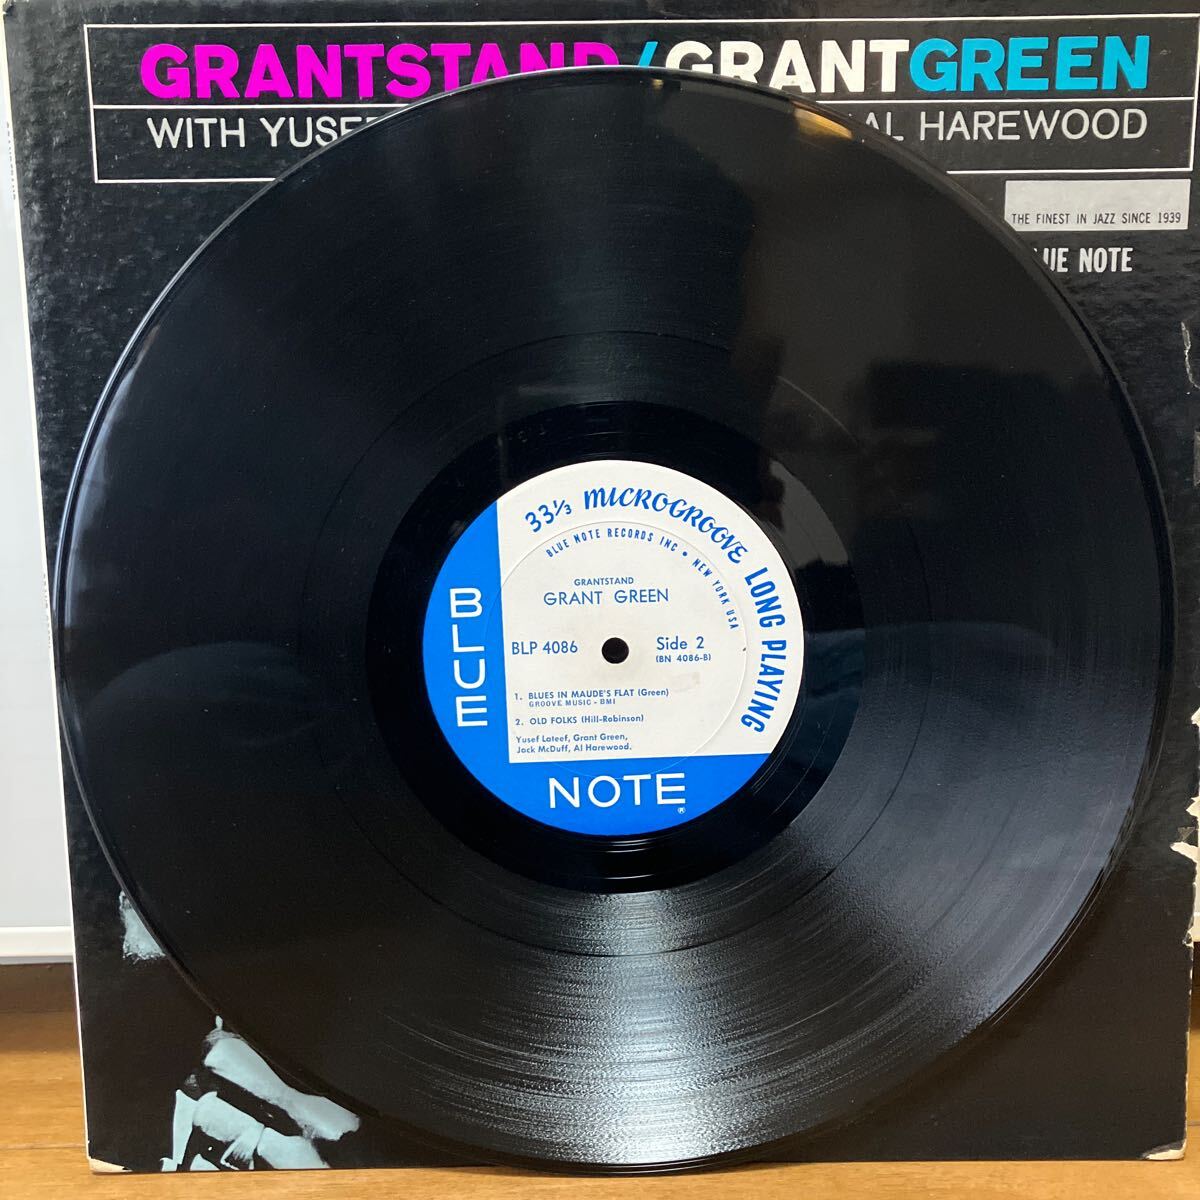 GRANTSTAND/GRANTGREEN
WITH YUSEF AL HAREWOOD
THE FINEST IN JAZZ SINCE 1939
BLUE NOTE
33⅓ MICROGROOVE LONG PLAYING
BLUE NOTE RECORDS INC • NEW YORK USA
GRANTSTAND
GRANT GREEN
BLP 4086 Side 2
(BN 4086-B)
1. BLUES IN MAUDE'S FLAT (Green)
GROOVE MUSIC - BMI
2. OLD FOLKS (Hill-Robinson)
Yusef Lateef, Grant Green,
Jack McDuff, Al Harewood.
BLUE
NOTE
®